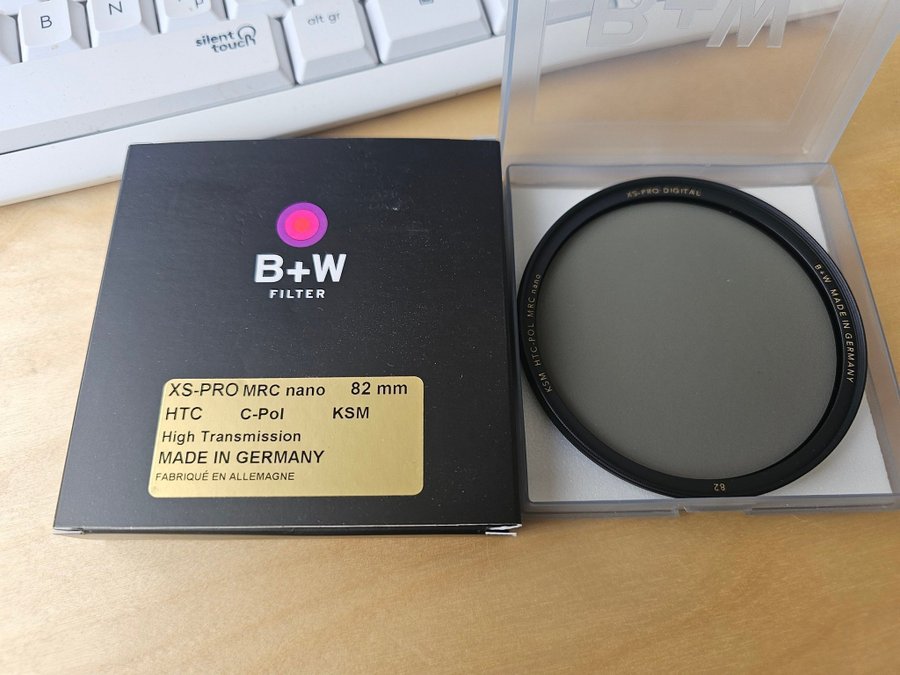 B
N
silent
touch
alt gr
B+W
B+W
FILTER
XS-PRO MRC nano 82 mm
HTC C-Pol KSM
High Transmission
MADE IN GERMANY
FABRIQUÉ EN ALLEMAGNE
XS-PRO DIGITAL
B+W MADE IN GERMANY
KSM HTC-POL MRC nano
82